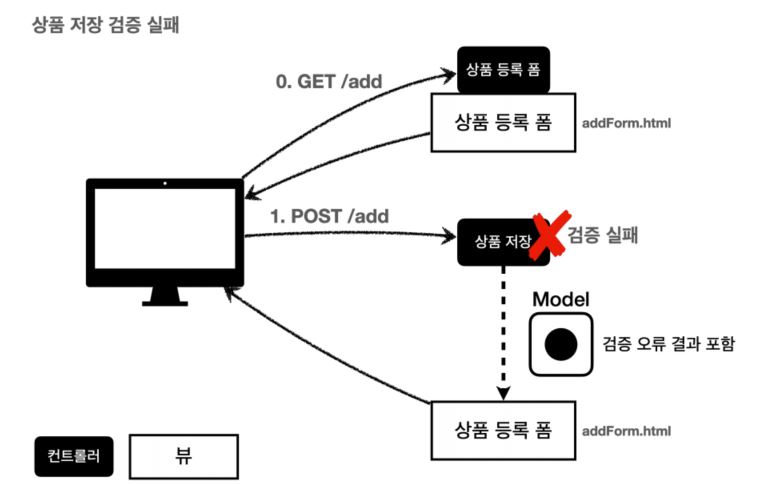 상품 저장 검증 실패
0. GET /add
상품 등록 폼
상품 등록 폼
addForm.html
1. POST /add
상품 저장
검증 실패
Model
검증 오류 결과 포함
상품 등록 폼
addForm.html
컨트롤러
뷰